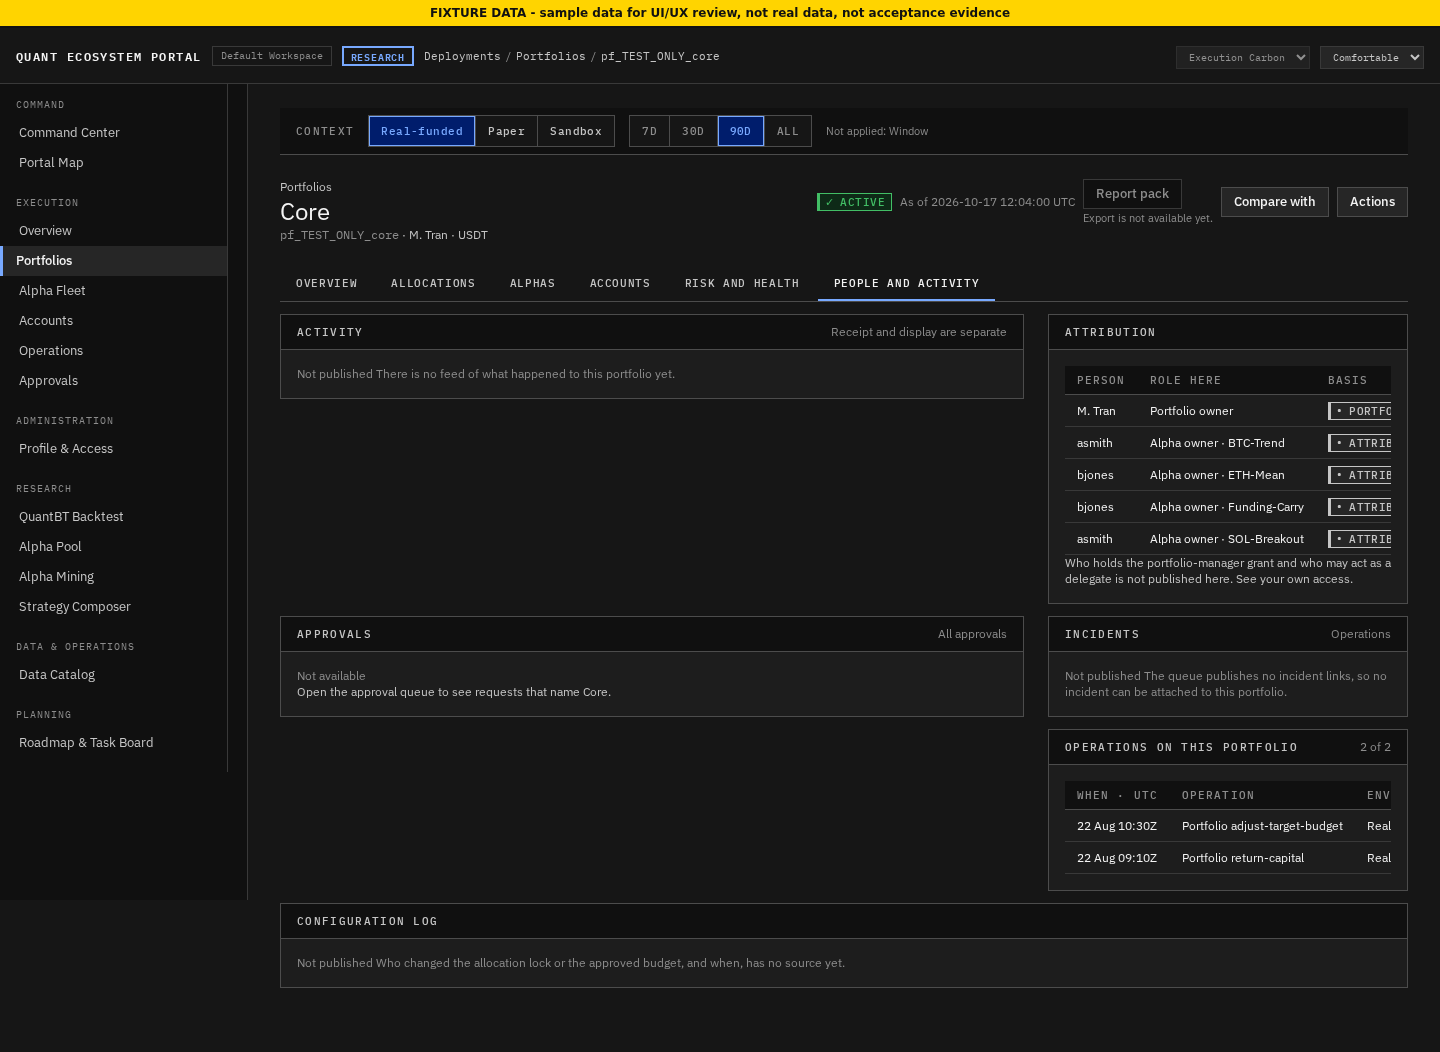 FIXTURE DATA - sample data for UI/UX review, not real data, not acceptance evidence
QUANT ECOSYSTEM PORTAL
Default Workspace
RESEARCH
Deployments / Portfolios / pf_TEST_ONLY_core
Execution Carbon
Comfortable
COMMAND
Command Center
Portal Map
EXECUTION
Overview
Portfolios
Alpha Fleet
Accounts
Operations
Approvals
ADMINISTRATION
Profile & Access
RESEARCH
QuantBT Backtest
Alpha Pool
Alpha Mining
Strategy Composer
DATA & OPERATIONS
Data Catalog
PLANNING
Roadmap & Task Board
CONTEXT
Real-funded
Paper
Sandbox
7D
30D
90D
ALL
Not applied: Window
Portfolios
Core
pf_TEST_ONLY_core · M. Tran · USDT
✓ ACTIVE
As of 2026-10-17 12:04:00 UTC
Report pack
Export is not available yet.
Compare with
Actions
OVERVIEW
ALLOCATIONS
ALPHAS
ACCOUNTS
RISK AND HEALTH
PEOPLE AND ACTIVITY
ACTIVITY
Receipt and display are separate
Not published There is no feed of what happened to this portfolio yet.
ATTRIBUTION
PERSON ROLE HERE BASIS
M. Tran Portfolio owner • PORTFO
asmith Alpha owner · BTC-Trend • ATTRIB
bjones Alpha owner · ETH-Mean • ATTRIB
bjones Alpha owner · Funding-Carry • ATTRIB
asmith Alpha owner · SOL-Breakout • ATTRIB
Who holds the portfolio-manager grant and who may act as a
delegate is not published here. See your own access.
APPROVALS
All approvals
Not available
Open the approval queue to see requests that name Core.
INCIDENTS
Operations
Not published The queue publishes no incident links, so no
incident can be attached to this portfolio.
OPERATIONS ON THIS PORTFOLIO
2 of 2
WHEN · UTC OPERATION ENV
22 Aug 10:30Z Portfolio adjust-target-budget Real
22 Aug 09:10Z Portfolio return-capital Real
CONFIGURATION LOG
Not published Who changed the allocation lock or the approved budget, and when, has no source yet.